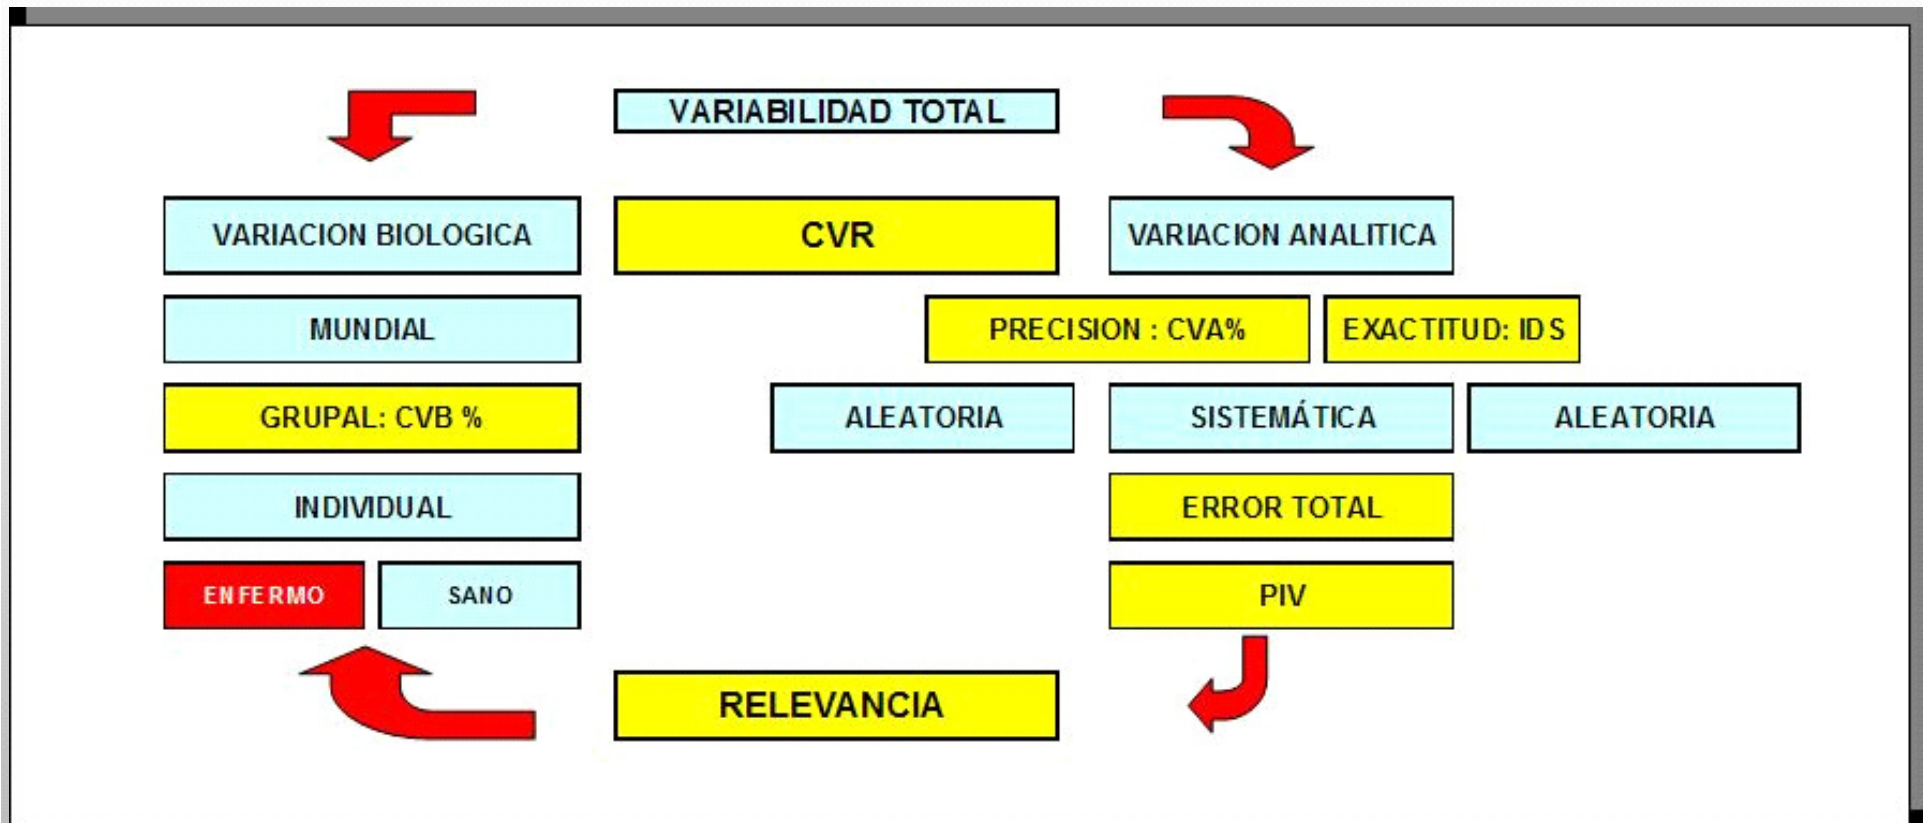 VARIABILIDAD TOTAL
VARIACION BIOLOGICA
CVR
VARIACION ANALITICA
MUNDIAL
PRECISION : CVA%
EXACTITUD: IDS
GRUPAL: CVB %
ALEATORIA
SISTEMÁTICA
ALEATORIA
INDIVIDUAL
ERROR TOTAL
ENFERMO
SANO
PIV
RELEVANCIA